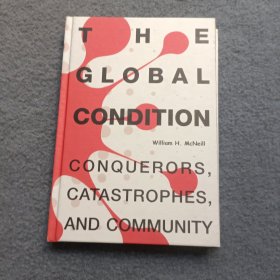 THE
GLOBAL
CONDITION
William H. McNeill
CONQUERORS,
CATASTROPHES,
AND COMMUNITY